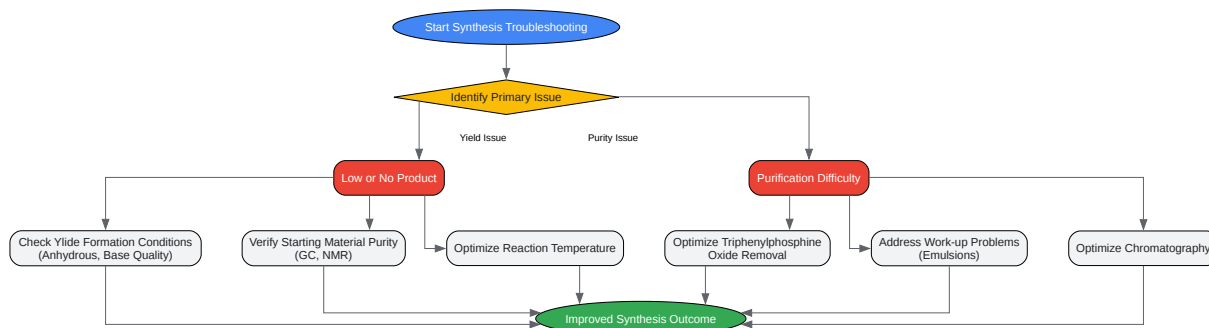 Start Synthesis Troubleshooting
Identify Primary Issue
Yield Issue
Purity Issue
Low or No Product
Purification Difficulty
Check Ylide Formation Conditions
(Anhydrous, Base Quality)
Verify Starting Material Purity
(GC, NMR)
Optimize Reaction Temperature
Optimize Triphenylphosphine
Oxide Removal
Address Work-up Problems
(Emulsions)
Optimize Chromatography
Improved Synthesis Outcome